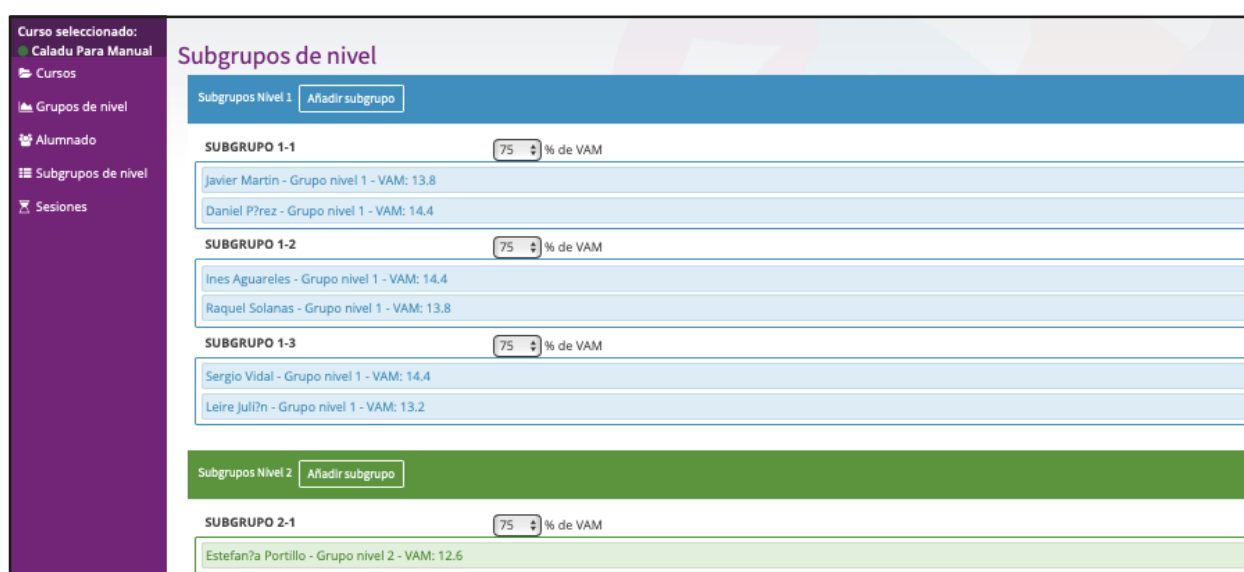 Curso seleccionado:
Caladu Para Manual
Cursos
Grupos de nivel
Alumnado
Subgrupos de nivel
Sesiones
Subgrupos de nivel
Subgrupos Nivel 1 Añadir subgrupo
SUBGRUPO 1-1 75 % de VAM
Javier Martin - Grupo nivel 1 - VAM: 13.8
Daniel P?rez - Grupo nivel 1 - VAM: 14.4
SUBGRUPO 1-2 75 % de VAM
Ines Aguareles - Grupo nivel 1 - VAM: 14.4
Raquel Solanas - Grupo nivel 1 - VAM: 13.8
SUBGRUPO 1-3 75 % de VAM
Sergio Vidal - Grupo nivel 1 - VAM: 14.4
Leire Juli?n - Grupo nivel 1 - VAM: 13.2
Subgrupos Nivel 2 Añadir subgrupo
SUBGRUPO 2-1 75 % de VAM
Estefan?a Portillo - Grupo nivel 2 - VAM: 12.6